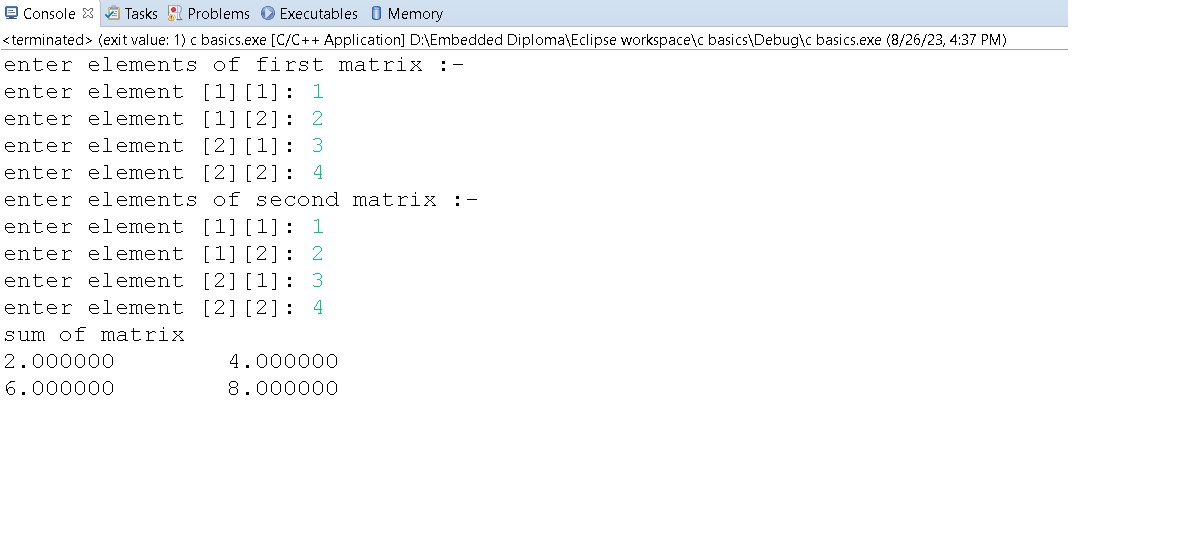 Console Tasks Problems Executables Memory
<terminated> (exit value: 1) c basics.exe [C/C++ Application] D:\Embedded Diploma\Eclipse workspace\c basics\Debug\c basics.exe (8/26/23, 4:37 PM)
enter elements of first matrix :-
enter element [1][1]: 1
enter element [1][2]: 2
enter element [2][1]: 3
enter element [2][2]: 4
enter elements of second matrix :-
enter element [1][1]: 1
enter element [1][2]: 2
enter element [2][1]: 3
enter element [2][2]: 4
sum of matrix
2.000000 4.000000
6.000000 8.000000